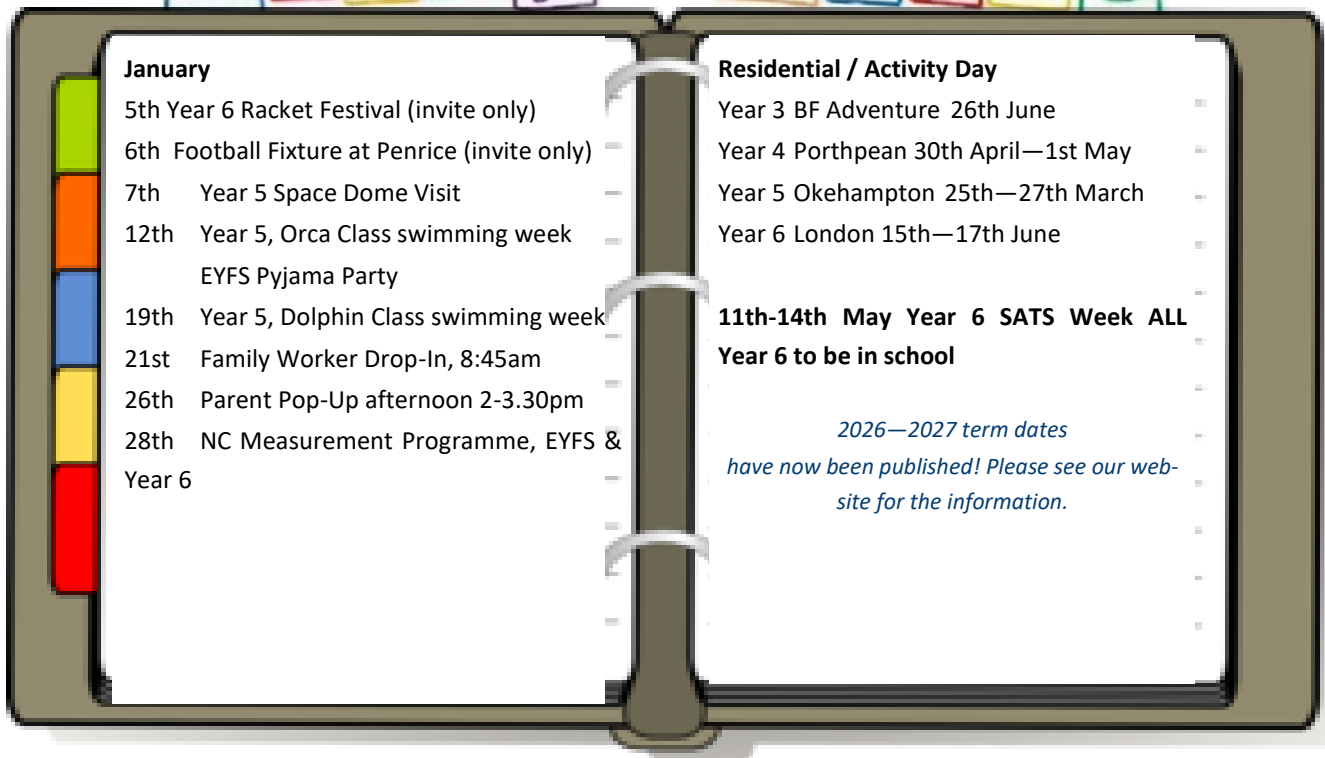 January
5th Year 6 Racket Festival (invite only)
6th Football Fixture at Penrice (invite only)
7th Year 5 Space Dome Visit
12th Year 5, Orca Class swimming week
EYFS Pyjama Party
19th Year 5, Dolphin Class swimming week
21st Family Worker Drop-In, 8:45am
26th Parent Pop-Up afternoon 2-3.30pm
28th NC Measurement Programme, EYFS &
Year 6
Residential / Activity Day
Year 3 BF Adventure 26th June
Year 4 Porthpean 30th April—1st May
Year 5 Okehampton 25th—27th March
Year 6 London 15th—17th June
11th-14th May Year 6 SATS Week ALL
Year 6 to be in school
2026—2027 term dates
have now been published! Please see our web-
site for the information.